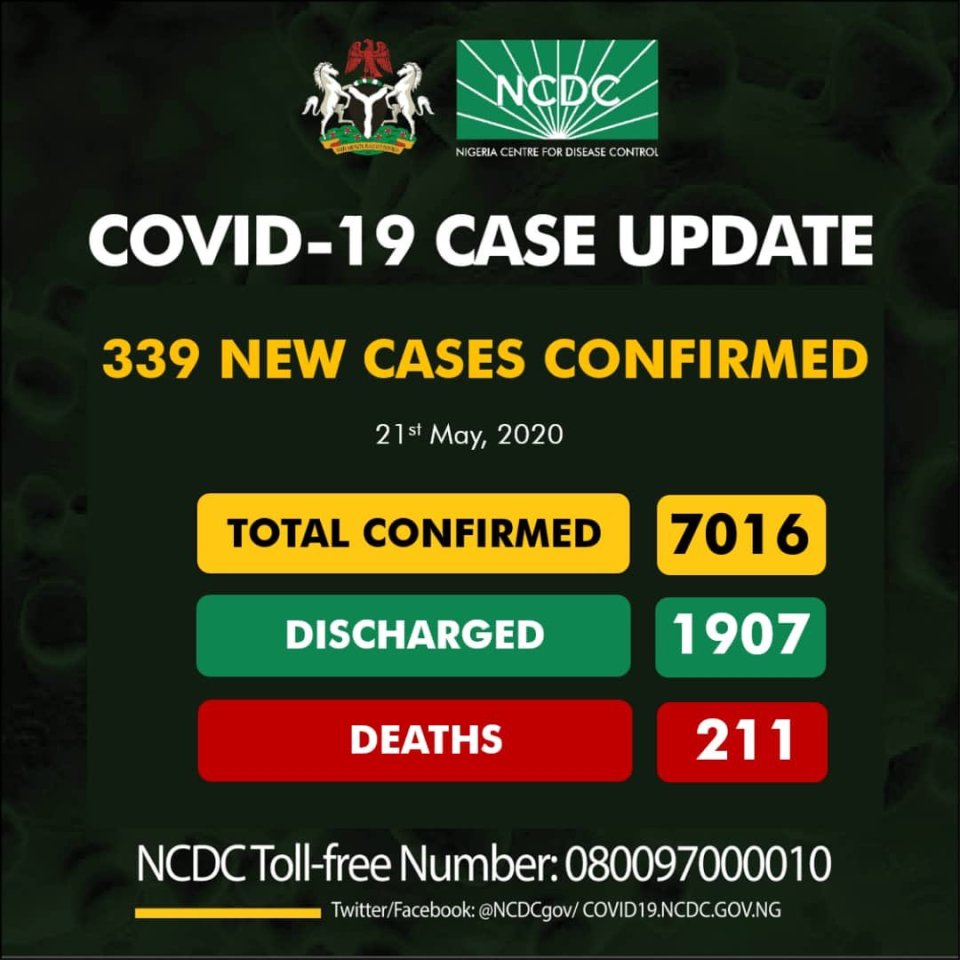 NCDC
NIGERIA CENTRE FOR DISEASE CONTROL
COVID-19 CASE UPDATE
339 NEW CASES CONFIRMED
21st May, 2020
TOTAL CONFIRMED 7016
DISCHARGED 1907
DEATHS 211
NCDC Toll-free Number: 080097000010
Twitter/Facebook: @NCDCgov/ COVID19.NCDC.GOV.NG